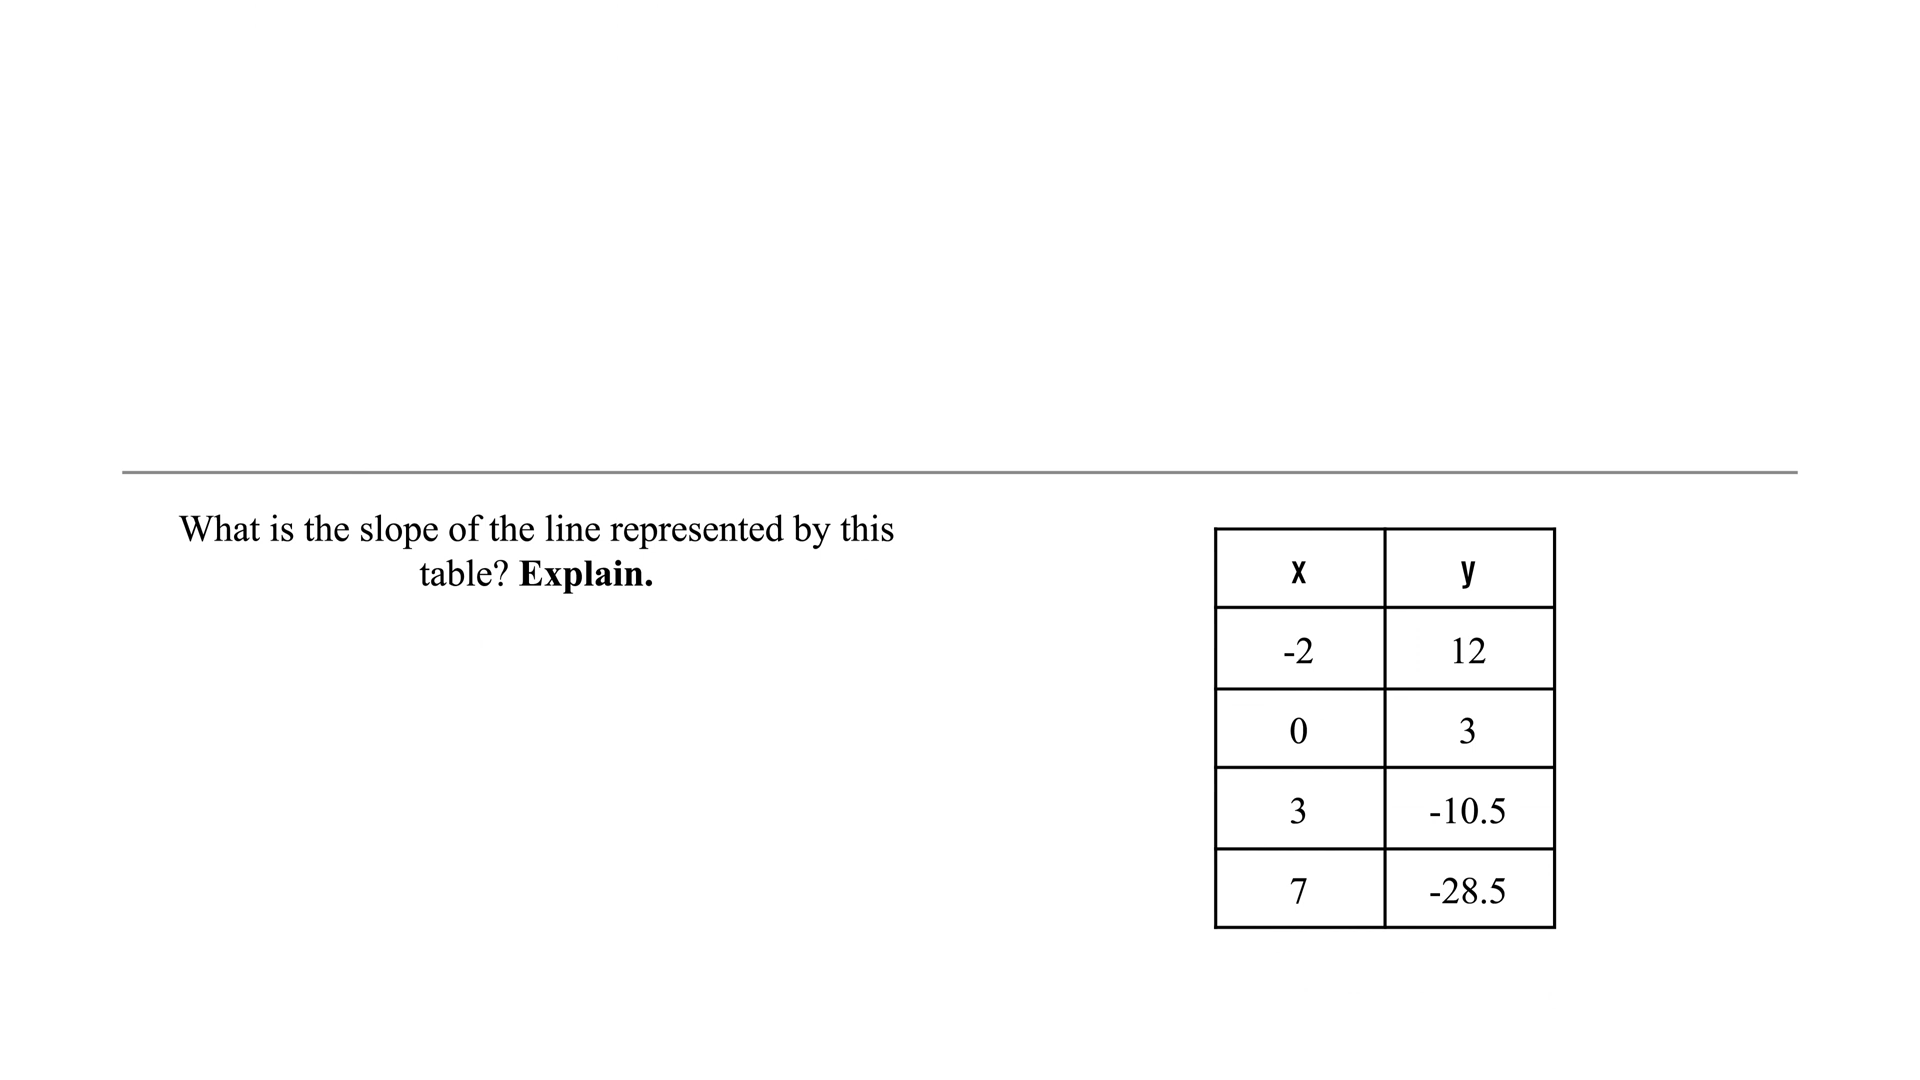 What is the slope of the line represented by this
table? Explain.
x y
-2 12
0 3
3 -10.5
7 -28.5